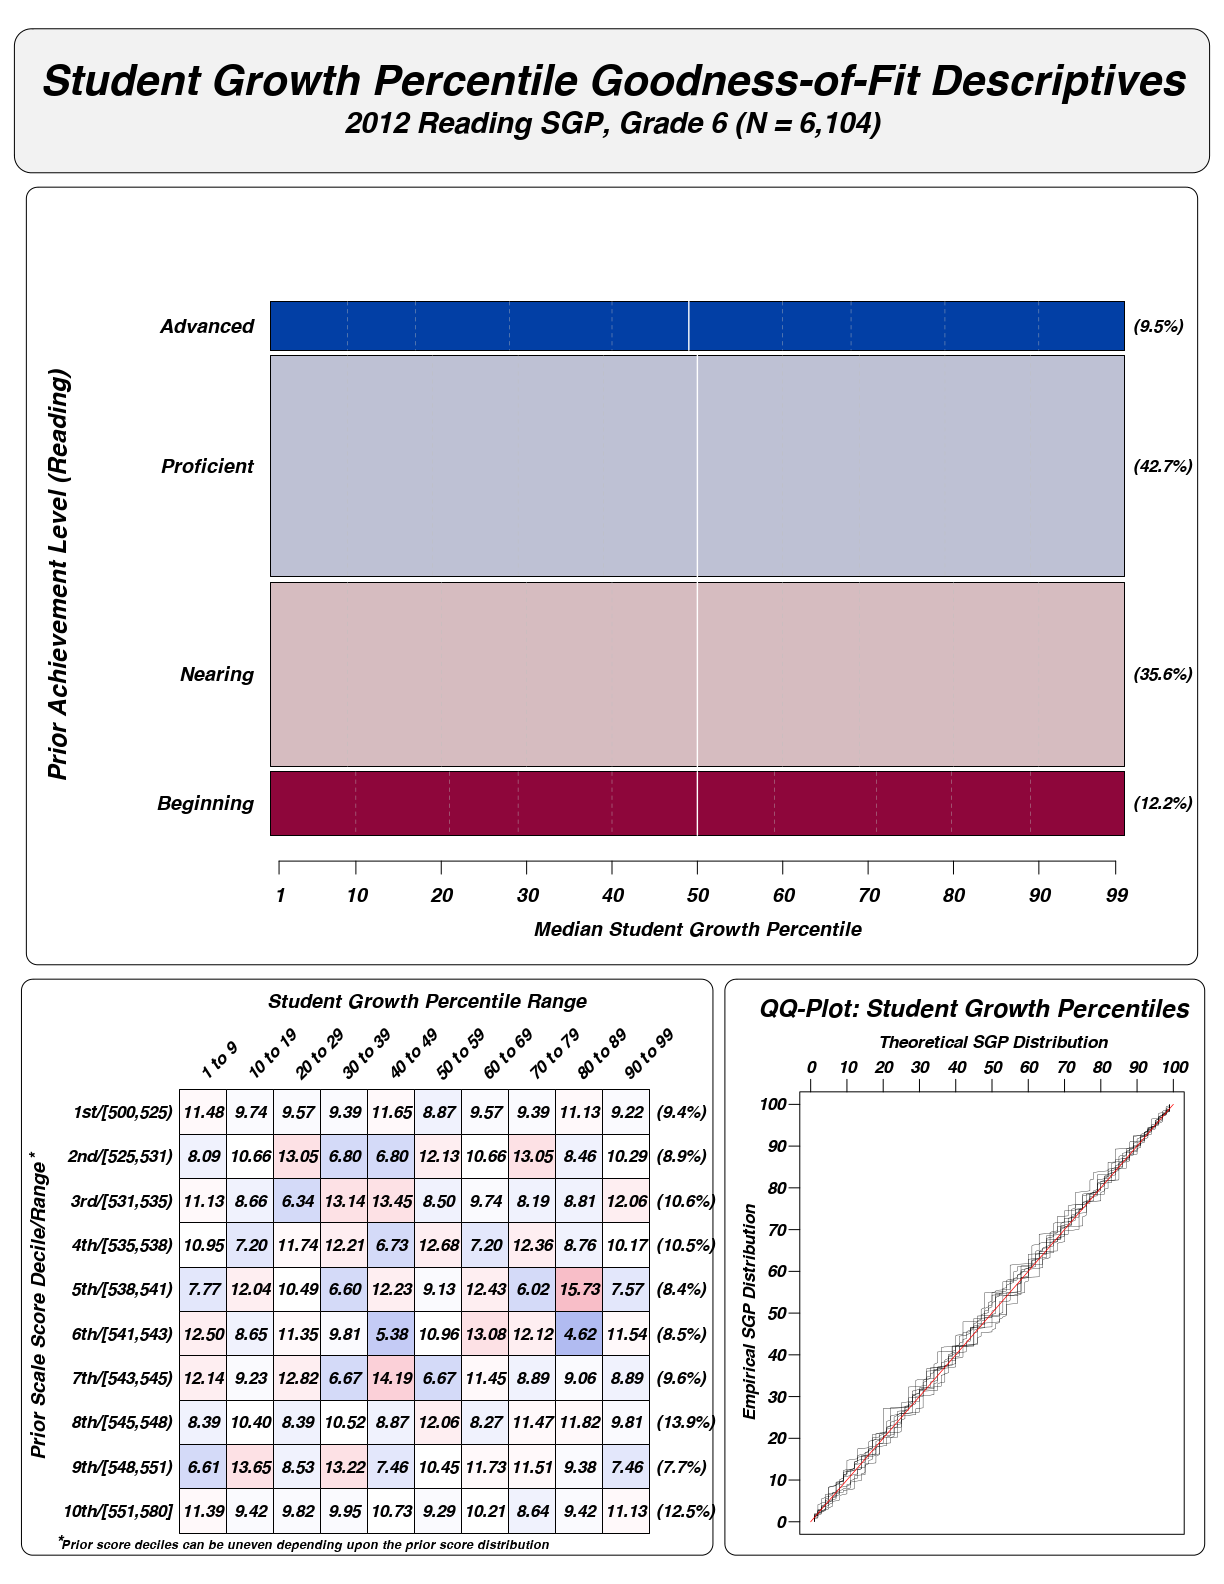 Student Growth Percentile Goodness-of-Fit Descriptives
2012 Reading SGP, Grade 6 (N = 6,104)
Prior Achievement Level (Reading)
Advanced (9.5%)
Proficient (42.7%)
Nearing (35.6%)
Beginning (12.2%)
1 10 20 30 40 50 60 70 80 90 99
Median Student Growth Percentile
Student Growth Percentile Range
1 to 9 10 to 19 20 to 29 30 to 39 40 to 49 50 to 59 60 to 69 70 to 79 80 to 89 90 to 99
Prior Scale Score Decile/Range*
1st/[500,525) 11.48 9.74 9.57 9.39 11.65 8.87 9.57 9.39 11.13 9.22 (9.4%)
2nd/[525,531) 8.09 10.66 13.05 6.80 6.80 12.13 10.66 13.05 8.46 10.29 (8.9%)
3rd/[531,535) 11.13 8.66 6.34 13.14 13.45 8.50 9.74 8.19 8.81 12.06 (10.6%)
4th/[535,538) 10.95 7.20 11.74 12.21 6.73 12.68 7.20 12.36 8.76 10.17 (10.5%)
5th/[538,541) 7.77 12.04 10.49 6.60 12.23 9.13 12.43 6.02 15.73 7.57 (8.4%)
6th/[541,543) 12.50 8.65 11.35 9.81 5.38 10.96 13.08 12.12 4.62 11.54 (8.5%)
7th/[543,545) 12.14 9.23 12.82 6.67 14.19 6.67 11.45 8.89 9.06 8.89 (9.6%)
8th/[545,548) 8.39 10.40 8.39 10.52 8.87 12.06 8.27 11.47 11.82 9.81 (13.9%)
9th/[548,551) 6.61 13.65 8.53 13.22 7.46 10.45 11.73 11.51 9.38 7.46 (7.7%)
10th/[551,580] 11.39 9.42 9.82 9.95 10.73 9.29 10.21 8.64 9.42 11.13 (12.5%)
*Prior score deciles can be uneven depending upon the prior score distribution
QQ-Plot: Student Growth Percentiles
Theoretical SGP Distribution
0 10 20 30 40 50 60 70 80 90 100
Empirical SGP Distribution
100
90
80
70
60
50
40
30
20
10
0